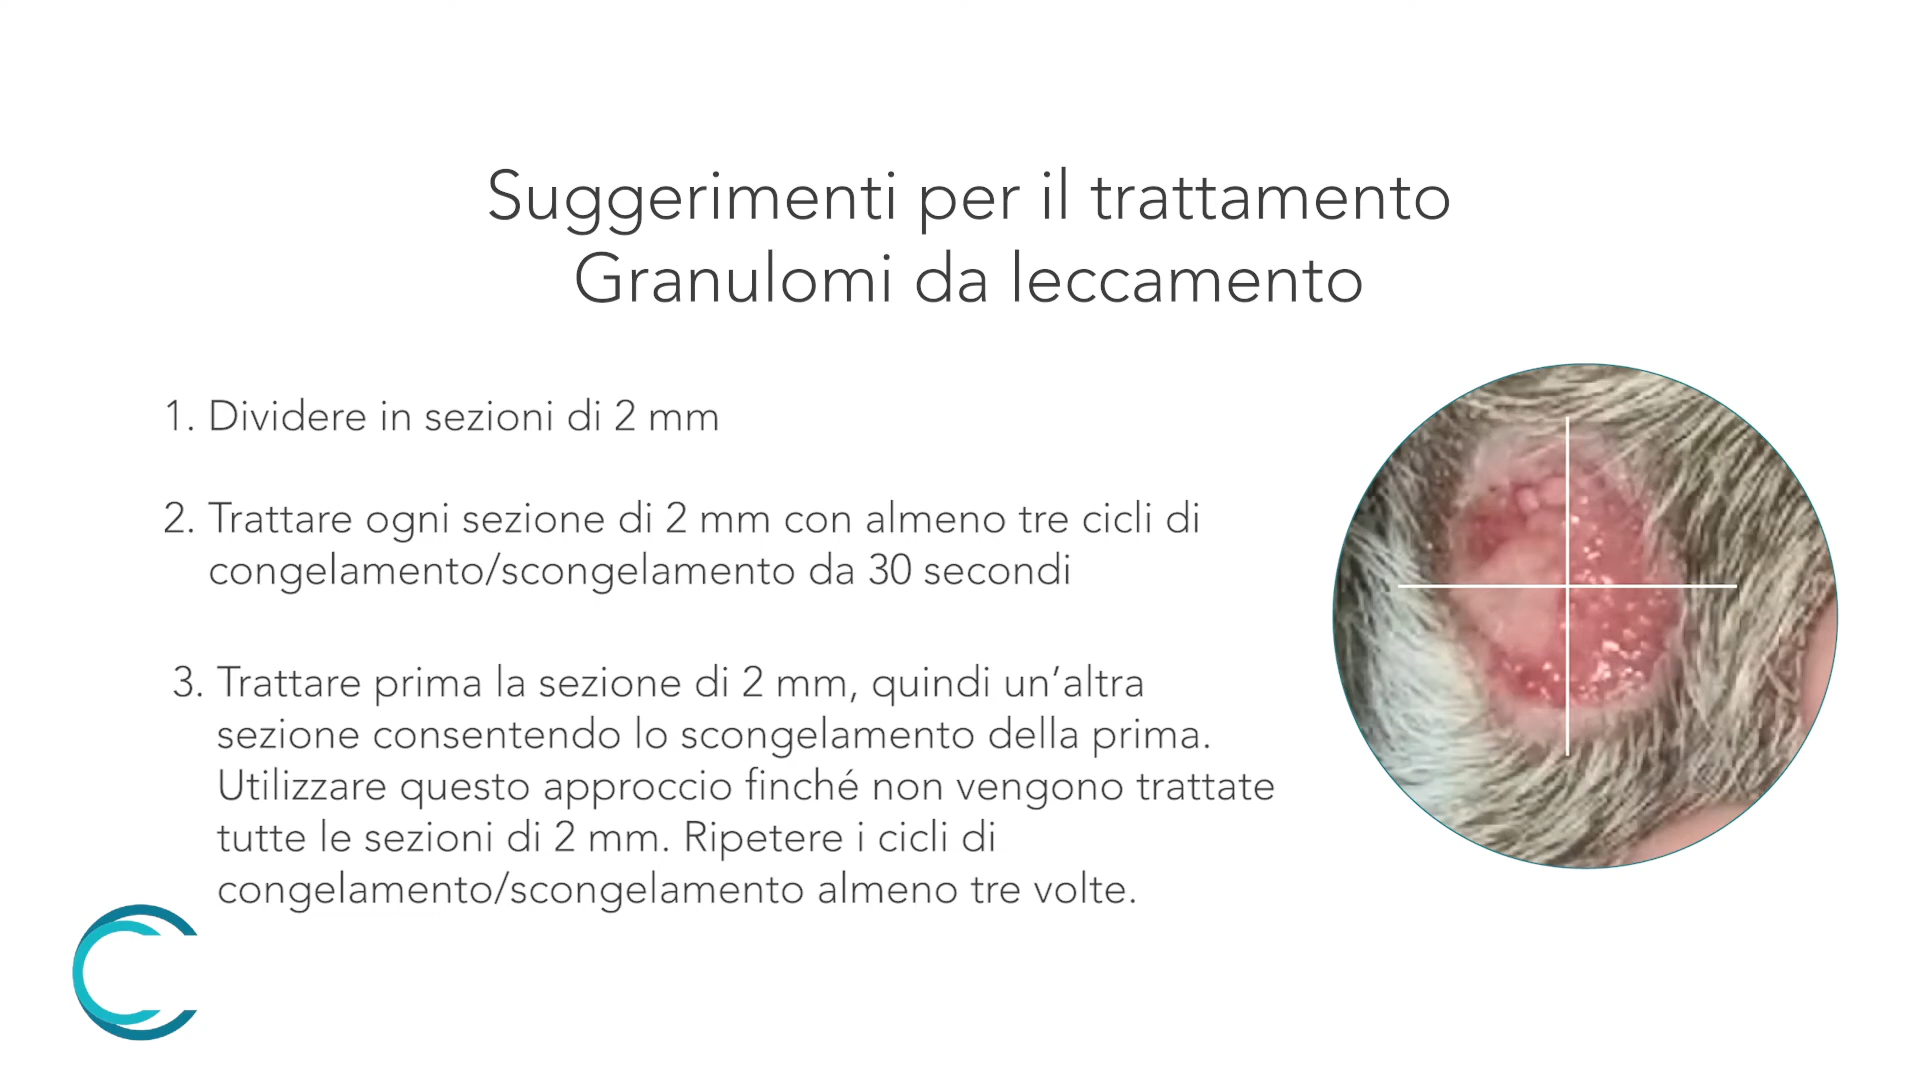 Suggerimenti per il trattamento
Granulomi da leccamento
1. Dividere in sezioni di 2 mm
2. Trattare ogni sezione di 2 mm con almeno tre cicli di
congelamento/scongelamento da 30 secondi
3. Trattare prima la sezione di 2 mm, quindi un’altra
sezione consentendo lo scongelamento della prima.
Utilizzare questo approccio finché non vengono trattate
tutte le sezioni di 2 mm. Ripetere i cicli di
congelamento/scongelamento almeno tre volte.